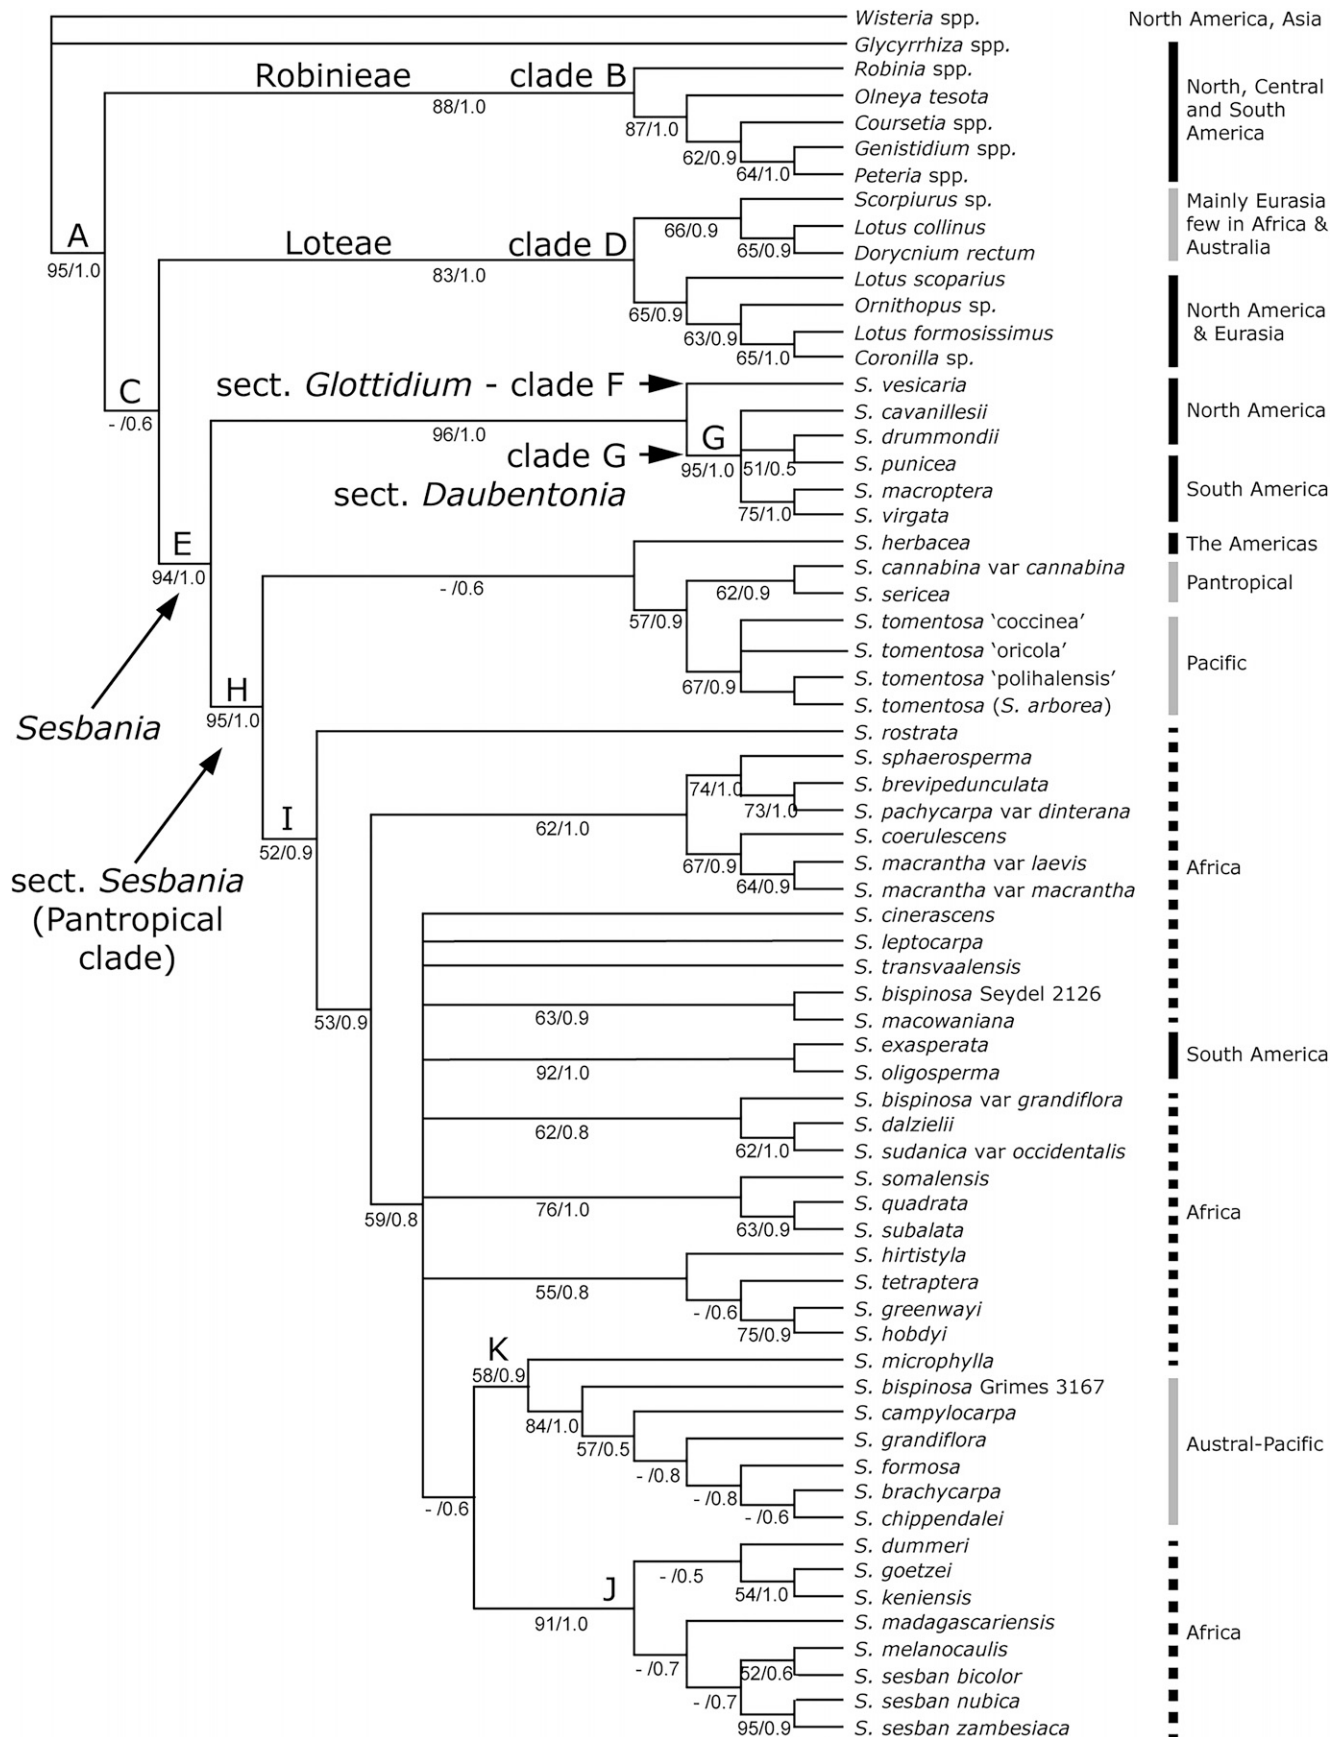 Wisteria spp.
North America, Asia
Glycyrrhiza spp.
Robinieae
clade B
88/1.0
Robinia spp.
Olneya tesota
87/1.0
Coursetia spp.
62/0.9
Genistidium spp.
64/1.0
Peteria spp.
North, Central
and South
America
A
95/1.0
Loteae
clade D
83/1.0
Scorpiurus sp.
66/0.9
Lotus collinus
65/0.9
Dorycnium rectum
Mainly Eurasia
few in Africa &
Australia
Lotus scoparius
65/0.9
Ornithopus sp.
63/0.9
Lotus formosissimus
65/1.0
Coronilla sp.
North America
& Eurasia
C
- /0.6
sect. Glottidium - clade F
S. vesicaria
96/1.0
S. cavanillesii
North America
G
clade G
95/1.0
sect. Daubentonia
S. drummondii
51/0.5
S. punicea
S. macroptera
75/1.0
S. virgata
South America
E
94/1.0
Sesbania
S. herbacea
The Americas
- /0.6
S. cannabina var cannabina
62/0.9
S. sericea
Pantropical
57/0.9
S. tomentosa ‘coccinea’
S. tomentosa ‘oricola’
67/0.9
S. tomentosa ‘polihalensis’
S. tomentosa (S. arborea)
Pacific
H
95/1.0
sect. Sesbania
(Pantropical
clade)
I
52/0.9
S. rostrata
S. sphaerosperma
74/1.0
S. brevipedunculata
73/1.0
S. pachycarpa var dinterana
62/1.0
S. coerulescens
67/0.9
S. macrantha var laevis
64/0.9
S. macrantha var macrantha
Africa
53/0.9
S. cinerascens
S. leptocarpa
S. transvaalensis
S. bispinosa Seydel 2126
63/0.9
S. macowaniana
S. exasperata
92/1.0
S. oligosperma
South America
S. bispinosa var grandiflora
62/0.8
S. dalzielii
62/1.0
S. sudanica var occidentalis
59/0.8
S. somalensis
76/1.0
S. quadrata
63/0.9
S. subalata
Africa
S. hirtistyla
55/0.8
S. tetraptera
- /0.6
S. greenwayi
75/0.9
S. hobdyi
K
58/0.9
S. microphylla
84/1.0
S. bispinosa Grimes 3167
57/0.5
S. campylocarpa
- /0.8
S. grandiflora
- /0.8
S. formosa
- /0.6
S. brachycarpa
S. chippendalei
Austral-Pacific
- /0.6
J
91/1.0
S. dummeri
- /0.5
S. goetzei
54/1.0
S. keniensis
S. madagascariensis
- /0.7
S. melanocaulis
52/0.6
S. sesban bicolor
- /0.7
S. sesban nubica
95/0.9
S. sesban zambesiaca
Africa